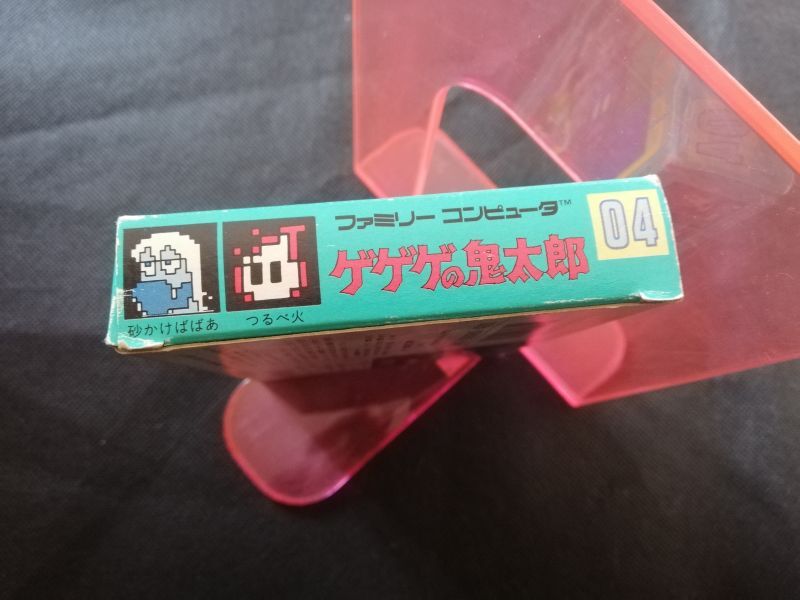 ファミリー コンピュータ™
04
ゲゲゲの鬼太郎
砂かけばばあ
つるべ火